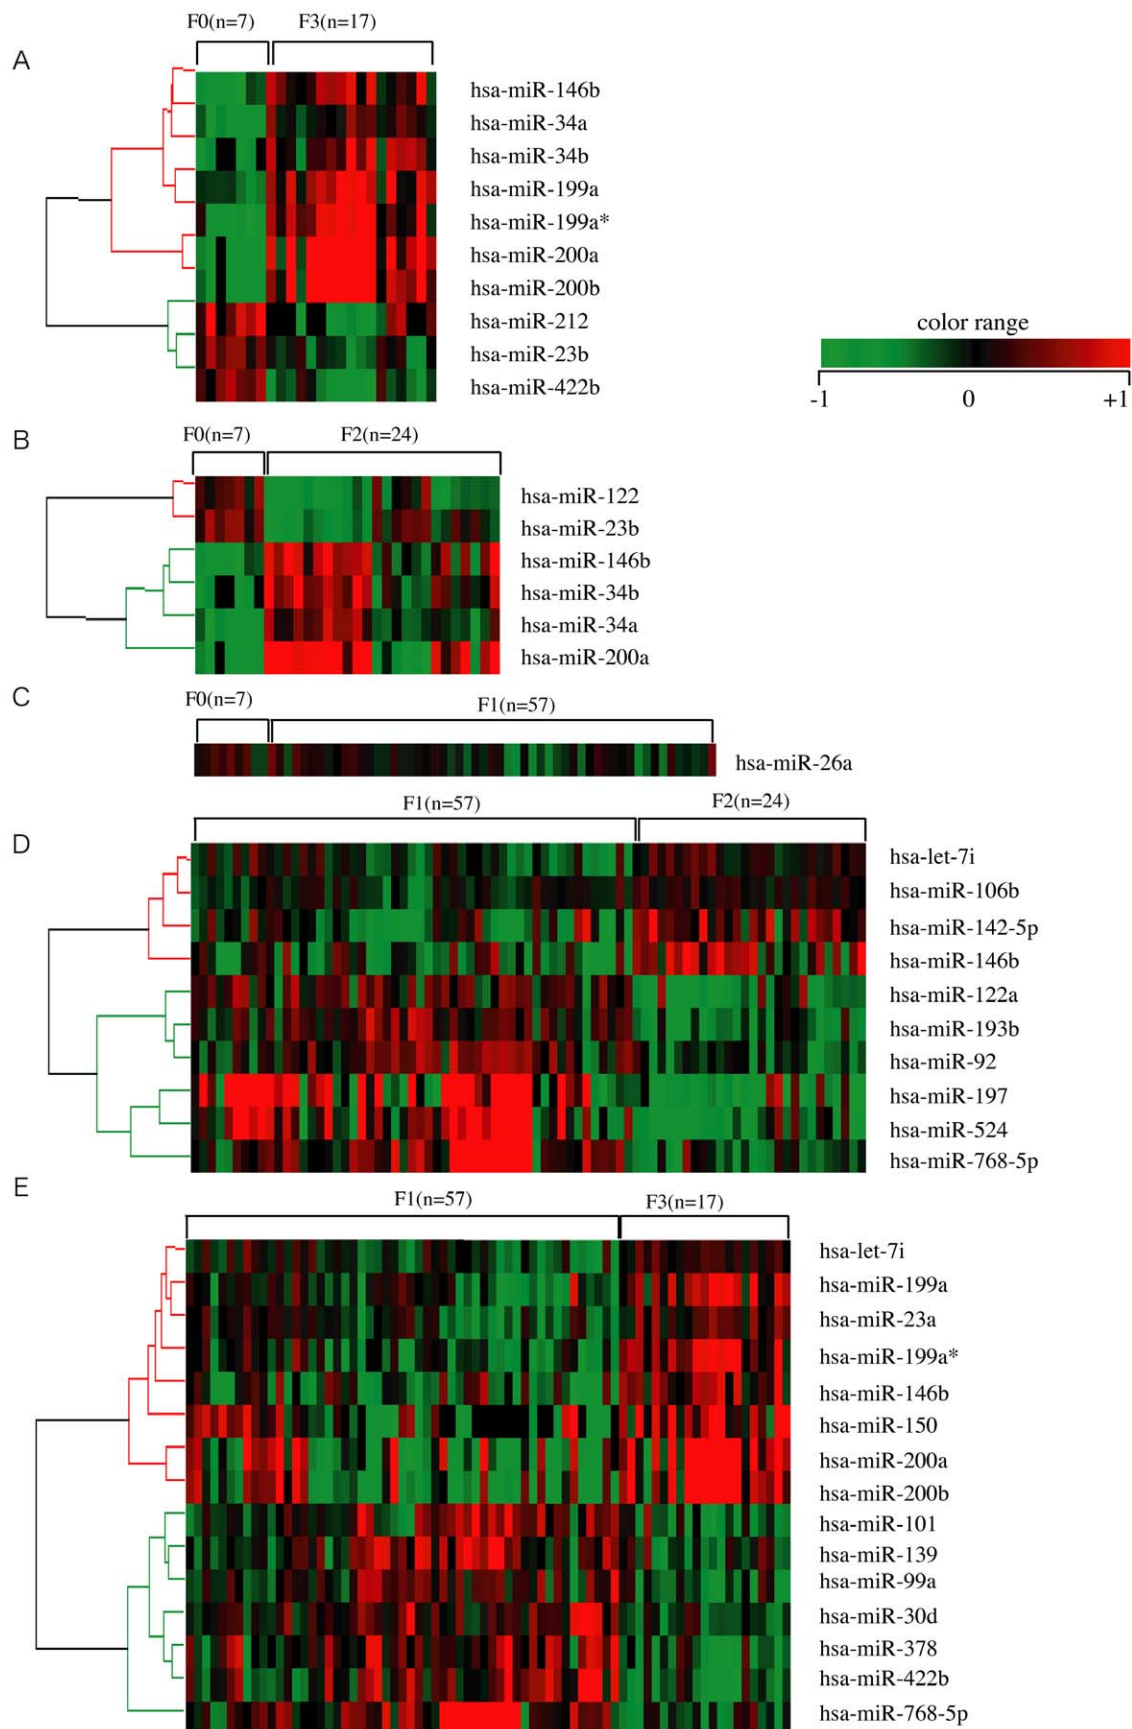 A
F0(n=7) F3(n=17)
hsa-miR-146b
hsa-miR-34a
hsa-miR-34b
hsa-miR-199a
hsa-miR-199a*
hsa-miR-200a
hsa-miR-200b
hsa-miR-212
hsa-miR-23b
hsa-miR-422b
color range
-1 0 +1
B
F0(n=7) F2(n=24)
hsa-miR-122
hsa-miR-23b
hsa-miR-146b
hsa-miR-34b
hsa-miR-34a
hsa-miR-200a
C
F0(n=7) F1(n=57)
hsa-miR-26a
D
F1(n=57) F2(n=24)
hsa-let-7i
hsa-miR-106b
hsa-miR-142-5p
hsa-miR-146b
hsa-miR-122a
hsa-miR-193b
hsa-miR-92
hsa-miR-197
hsa-miR-524
hsa-miR-768-5p
E
F1(n=57) F3(n=17)
hsa-let-7i
hsa-miR-199a
hsa-miR-23a
hsa-miR-199a*
hsa-miR-146b
hsa-miR-150
hsa-miR-200a
hsa-miR-200b
hsa-miR-101
hsa-miR-139
hsa-miR-99a
hsa-miR-30d
hsa-miR-378
hsa-miR-422b
hsa-miR-768-5p